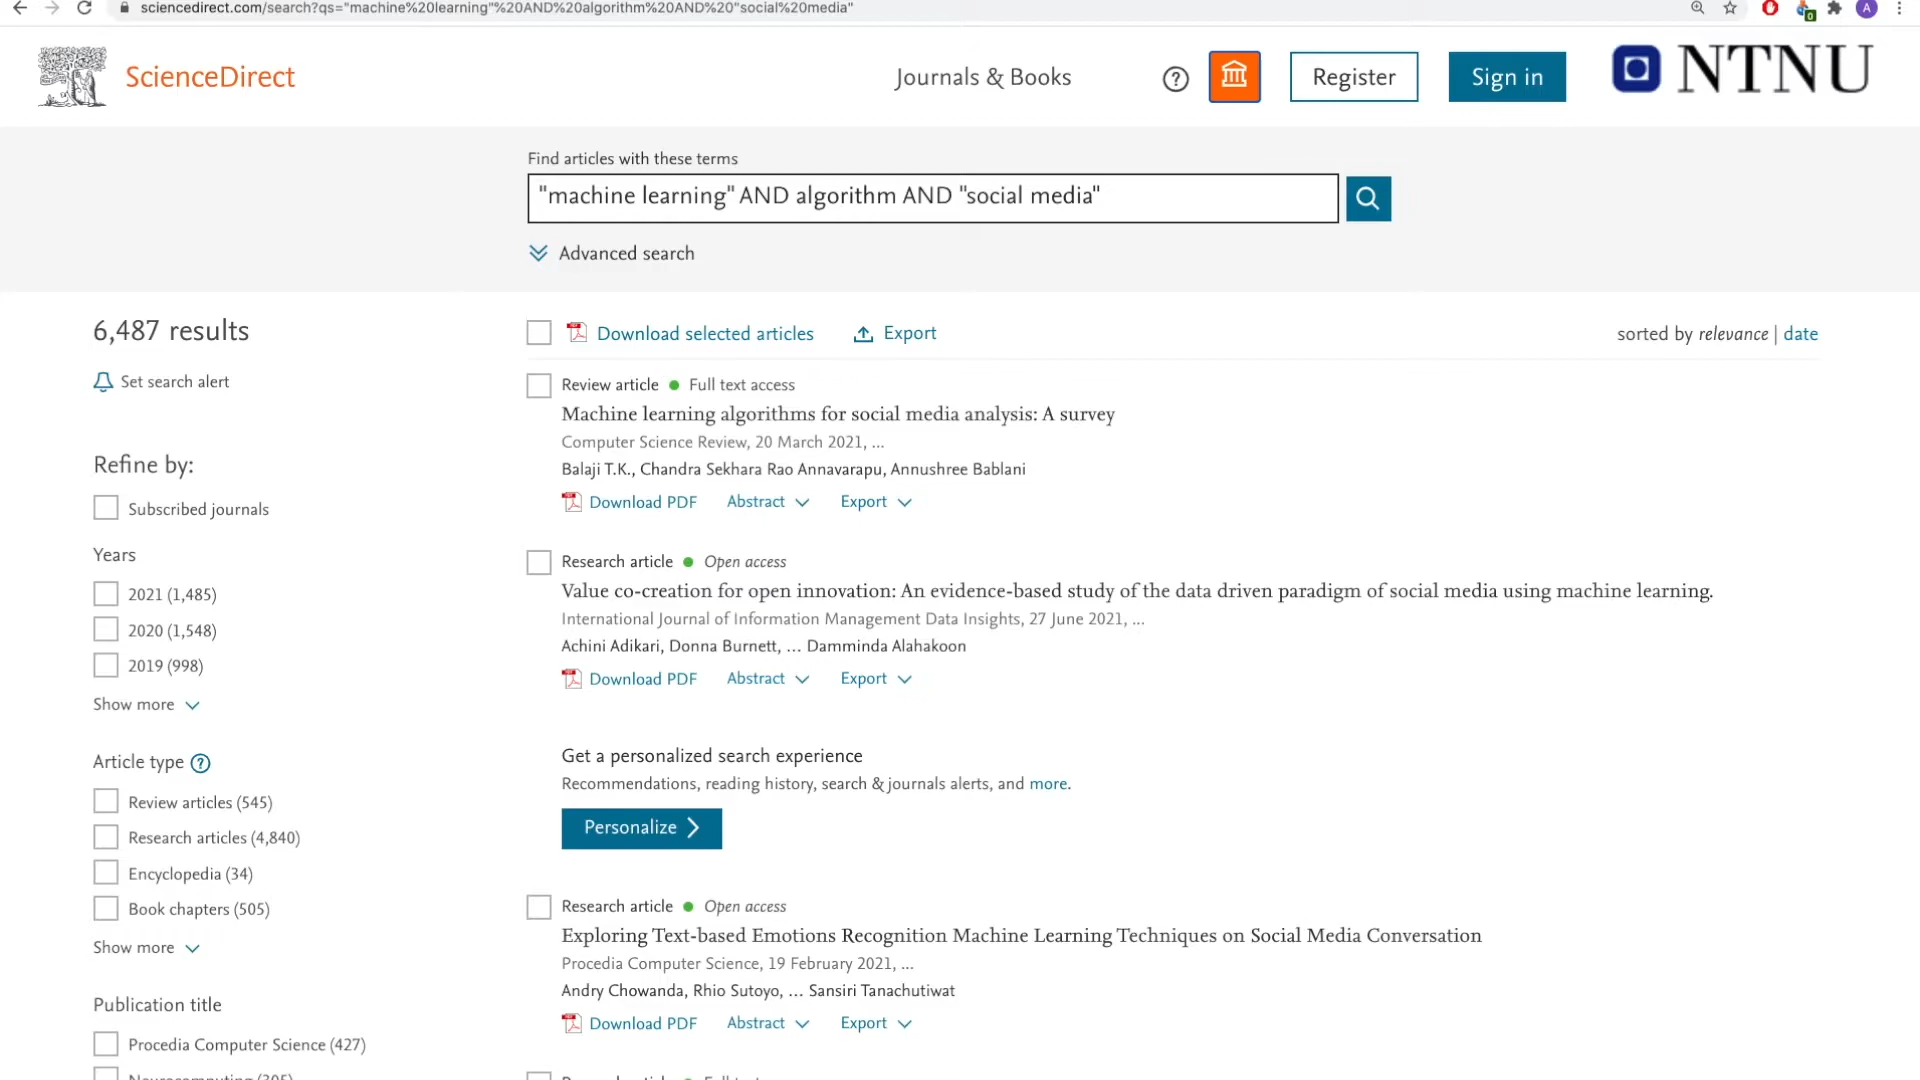 sciencedirect.com/search?qs="machine%20learning"%20AND%20algorithm%20AND%20"social%20media"
0
A
ScienceDirect
Journals & Books
?
Register
Sign in
NTNU
Find articles with these terms
"machine learning" AND algorithm AND "social media"
Advanced search
6,487 results
Set search alert
Refine by:
Subscribed journals
Years
2021 (1,485)
2020 (1,548)
2019 (998)
Show more
Article type ?
Review articles (545)
Research articles (4,840)
Encyclopedia (34)
Book chapters (505)
Show more
Publication title
Procedia Computer Science (427)
Neurocomputing (305)
Download selected articles
Export
sorted by relevance | date
Review article Full text access
Machine learning algorithms for social media analysis: A survey
Computer Science Review, 20 March 2021, ...
Balaji T.K., Chandra Sekhara Rao Annavarapu, Annushree Bablani
Download PDF Abstract Export
Research article Open access
Value co-creation for open innovation: An evidence-based study of the data driven paradigm of social media using machine learning.
International Journal of Information Management Data Insights, 27 June 2021, ...
Achini Adikari, Donna Burnett, ... Damminda Alahakoon
Download PDF Abstract Export
Get a personalized search experience
Recommendations, reading history, search & journals alerts, and more.
Personalize
Research article Open access
Exploring Text-based Emotions Recognition Machine Learning Techniques on Social Media Conversation
Procedia Computer Science, 19 February 2021, ...
Andry Chowanda, Rhio Sutoyo, ... Sansiri Tanachutiwat
Download PDF Abstract Export